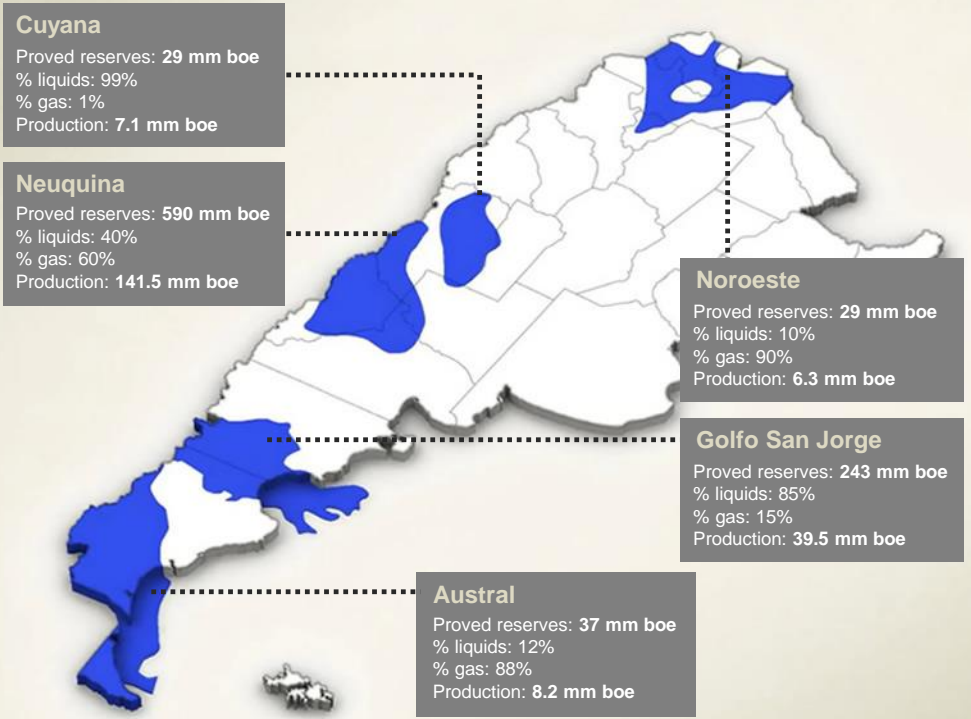 Cuyana
Proved reserves: 29 mm boe
% liquids: 99%
% gas: 1%
Production: 7.1 mm boe
Neuquina
Proved reserves: 590 mm boe
% liquids: 40%
% gas: 60%
Production: 141.5 mm boe
Noroeste
Proved reserves: 29 mm boe
% liquids: 10%
% gas: 90%
Production: 6.3 mm boe
Golfo San Jorge
Proved reserves: 243 mm boe
% liquids: 85%
% gas: 15%
Production: 39.5 mm boe
Austral
Proved reserves: 37 mm boe
% liquids: 12%
% gas: 88%
Production: 8.2 mm boe